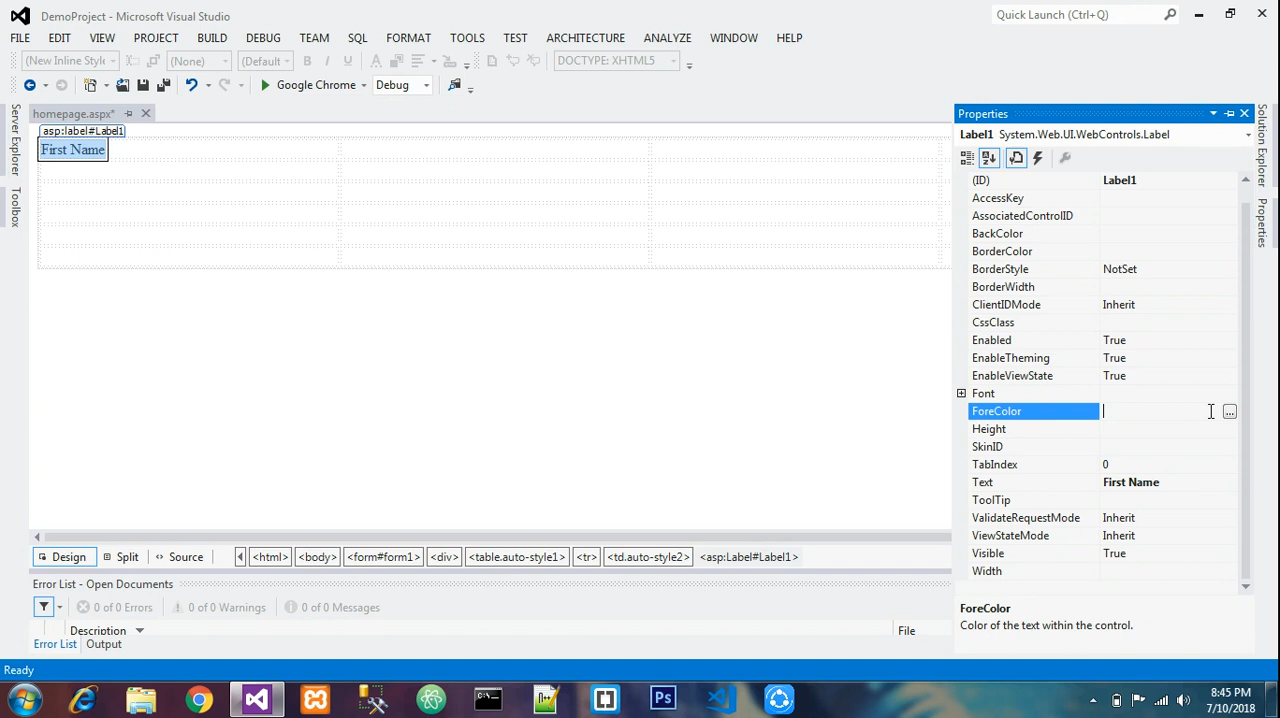 DemoProject - Microsoft Visual Studio
Quick Launch (Ctrl+Q)
FILE EDIT VIEW PROJECT BUILD DEBUG TEAM SQL FORMAT TOOLS TEST ARCHITECTURE ANALYZE WINDOW HELP
(New Inline Style (None) (Default B I U A DOCTYPE: XHTML5
Google Chrome Debug
homepage.aspx*
asp:label#Label1
First Name
Server Explorer
Toolbox
Properties
Label1 System.Web.UI.WebControls.Label
(ID) Label1
AccessKey
AssociatedControlID
BackColor
BorderColor
BorderStyle NotSet
BorderWidth
ClientIDMode Inherit
CssClass
Enabled True
EnableTheming True
EnableViewState True
Font
ForeColor ...
Height
SkinID
TabIndex 0
Text First Name
ToolTip
ValidateRequestMode Inherit
ViewStateMode Inherit
Visible True
Width
ForeColor
Color of the text within the control.
Solution Explorer
Properties
Design Split Source <html> <body> <form#form1> <div> <table.auto-style1> <tr> <td.auto-style2> <asp:Label#Label1>
Error List - Open Documents
0 of 0 Errors 0 of 0 Warnings 0 of 0 Messages
Description File
Error List Output
Ready
Ps
8:45 PM
7/10/2018